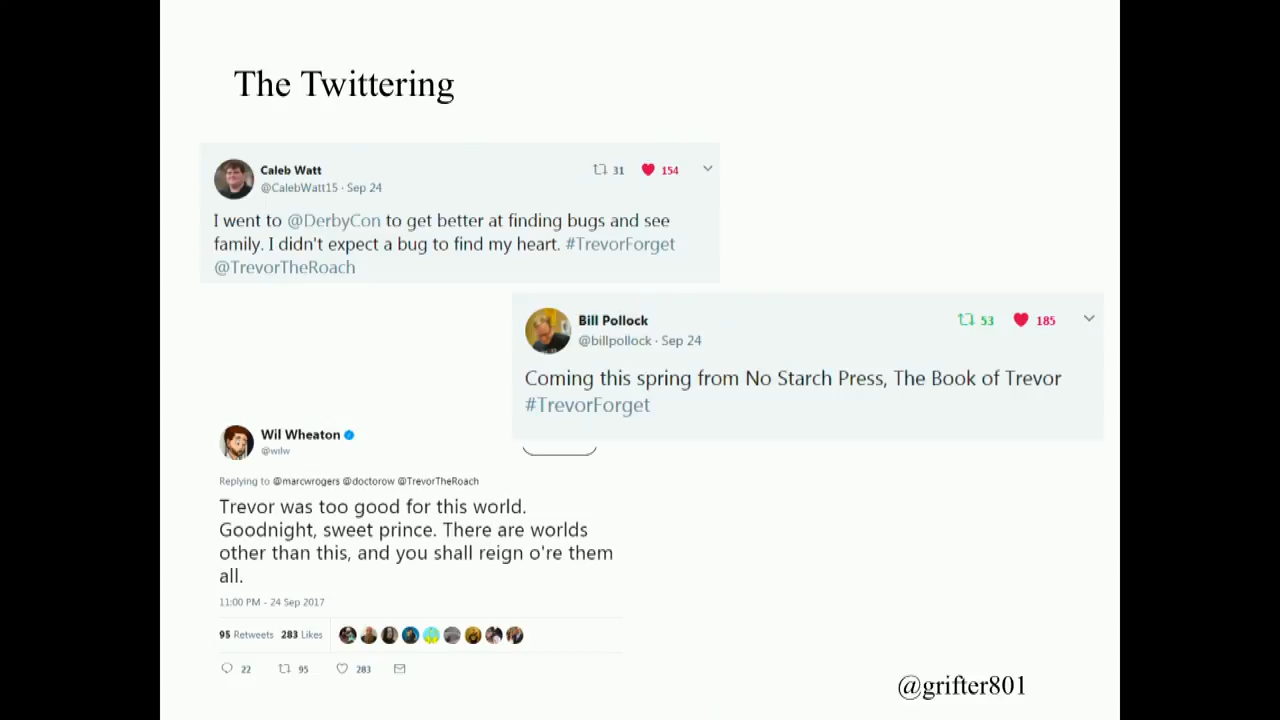 The Twittering
Caleb Watt
31 154
@CalebWatt15 · Sep 24
I went to @DerbyCon to get better at finding bugs and see
family. I didn't expect a bug to find my heart. #TrevorForget
@TrevorTheRoach
Bill Pollock
53 185
@billpollock · Sep 24
Coming this spring from No Starch Press, The Book of Trevor
#TrevorForget
Wil Wheaton
@wilw
Replying to @marcwrogers @doctorow @TrevorTheRoach
Trevor was too good for this world.
Goodnight, sweet prince. There are worlds
other than this, and you shall reign o're them
all.
11:00 PM - 24 Sep 2017
95 Retweets 283 Likes
22 95 283
@grifter801